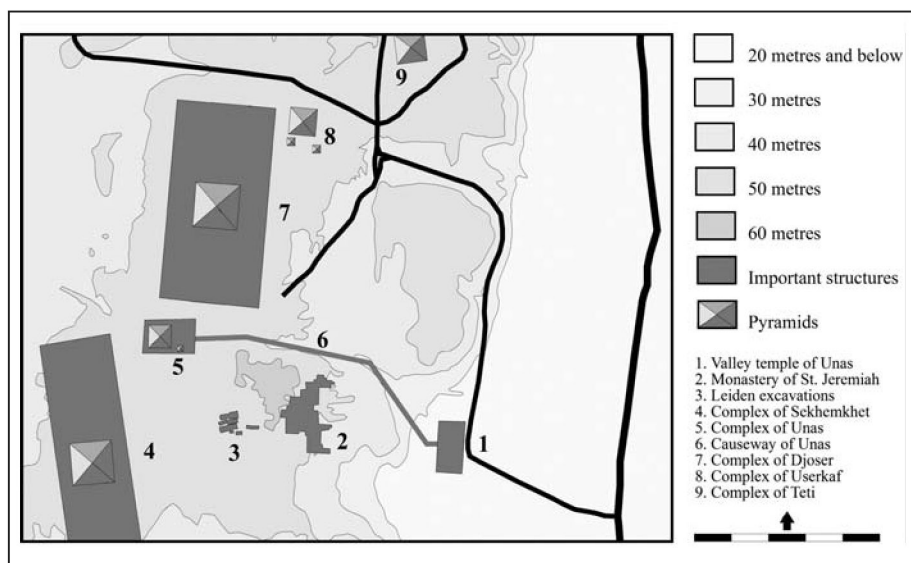 9
8
7
6
5
4
3
2
1
20 metres and below
30 metres
40 metres
50 metres
60 metres
Important structures
Pyramids
1. Valley temple of Unas
2. Monastery of St. Jeremiah
3. Leiden excavations
4. Complex of Sekhemkhet
5. Complex of Unas
6. Causeway of Unas
7. Complex of Djoser
8. Complex of Userkaf
9. Complex of Teti